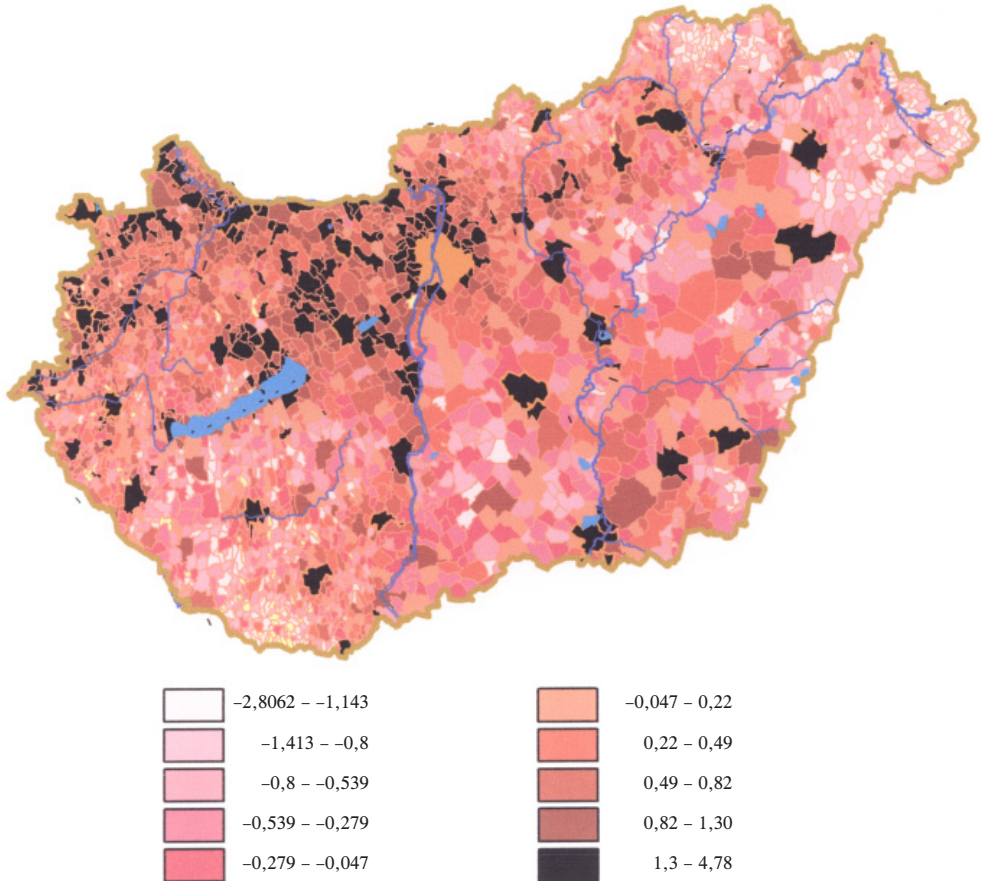 –2,8062 – –1,143
–1,413 – –0,8
–0,8 – –0,539
–0,539 – –0,279
–0,279 – –0,047
–0,047 – 0,22
0,22 – 0,49
0,49 – 0,82
0,82 – 1,30
1,3 – 4,78